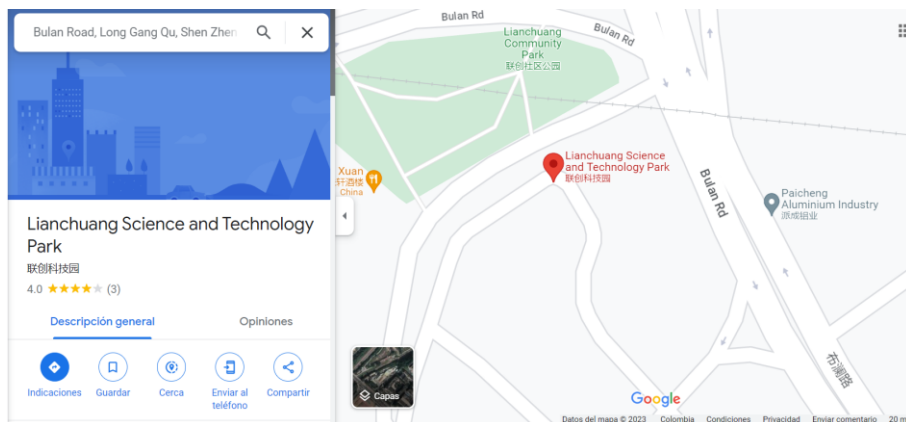 Bulan Road, Long Gang Qu, Shen Zhen
Lianchuang Science and Technology
Park
联创科技园
4.0
(3)
Descripción general
Opiniones
Indicaciones
Guardar
Cerca
Enviar al
teléfono
Compartir
Bulan Rd
Bulan Rd
Lianchuang
Community
Park
联创社区公园
Xuan
轩酒楼
China
Lianchuang Science
and Technology Park
联创科技园
Bulan Rd
Paicheng
Aluminium Industry
派成铝业
布澜路
Capas
Google
Datos del mapa © 2023
Colombia
Condiciones
Privacidad
Enviar comentario
20 m